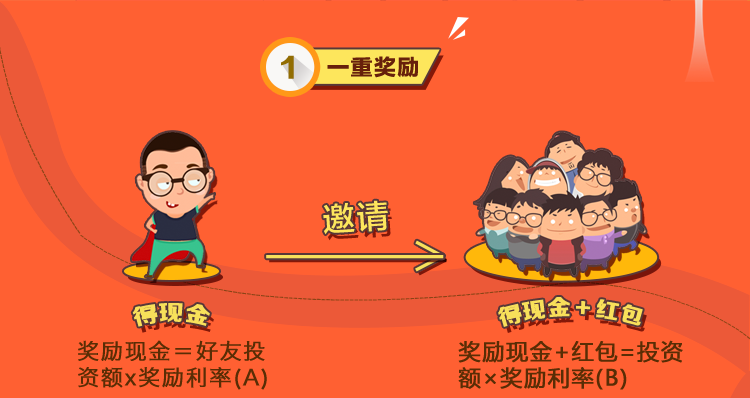 1 一重奖励
邀请
得现金
奖励现金＝好友投
资额x奖励利率(A)
得现金+红包
奖励现金+红包=投资
额×奖励利率(B)